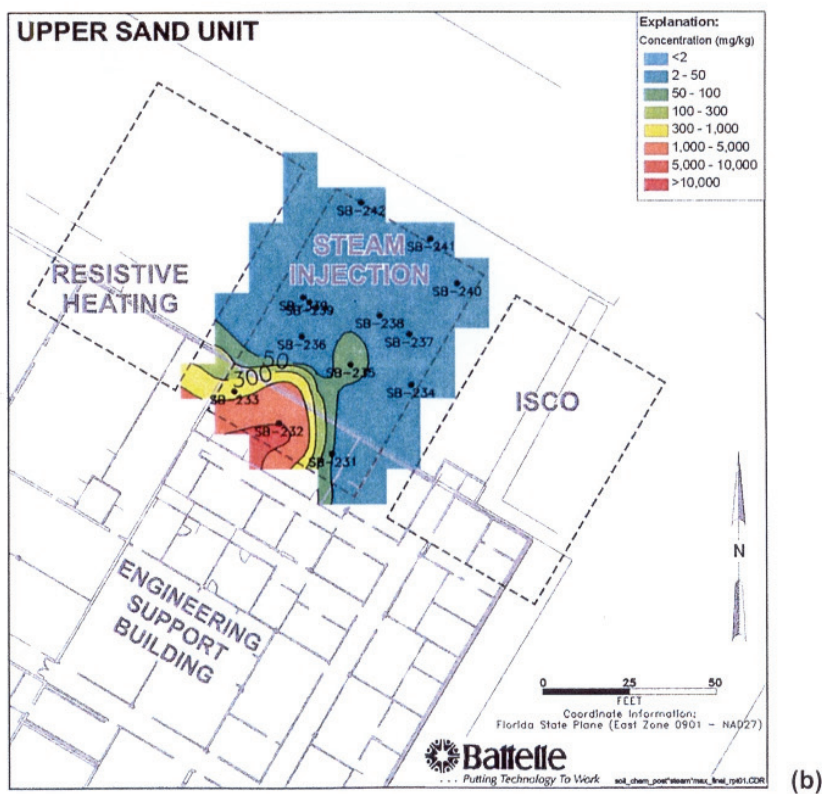 UPPER SAND UNIT
Explanation:
Concentration (mg/kg)
<2
2 - 50
50 - 100
100 - 300
300 - 1,000
1,000 - 5,000
5,000 - 10,000
>10,000
SB-242
SB-241
STEAM
INJECTION
RESISTIVE
HEATING
SB-240
SB-239
SB-238
SB-237
SB-236
50
SB-235
300
SB-233
SB-234
ISCO
SB-232
SB-231
N
ENGINEERING
SUPPORT
BUILDING
0 25 50
FEET
Coordinate Information:
Florida State Plane (East Zone 0901 - NAD27)
Battelle
... Putting Technology To Work
(b)